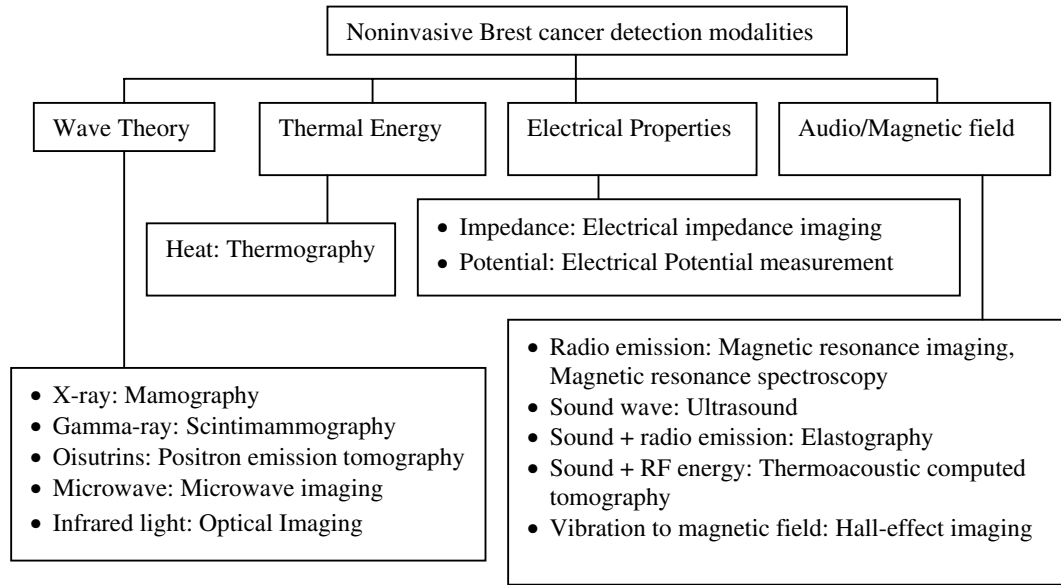 Noninvasive Brest cancer detection modalities
Wave Theory
Thermal Energy
Electrical Properties
Audio/Magnetic field
Heat: Thermography
• Impedance: Electrical impedance imaging
• Potential: Electrical Potential measurement
• X-ray: Mamography
• Gamma-ray: Scintimammography
• Oisutrins: Positron emission tomography
• Microwave: Microwave imaging
• Infrared light: Optical Imaging
• Radio emission: Magnetic resonance imaging,
Magnetic resonance spectroscopy
• Sound wave: Ultrasound
• Sound + radio emission: Elastography
• Sound + RF energy: Thermoacoustic computed
tomography
• Vibration to magnetic field: Hall-effect imaging